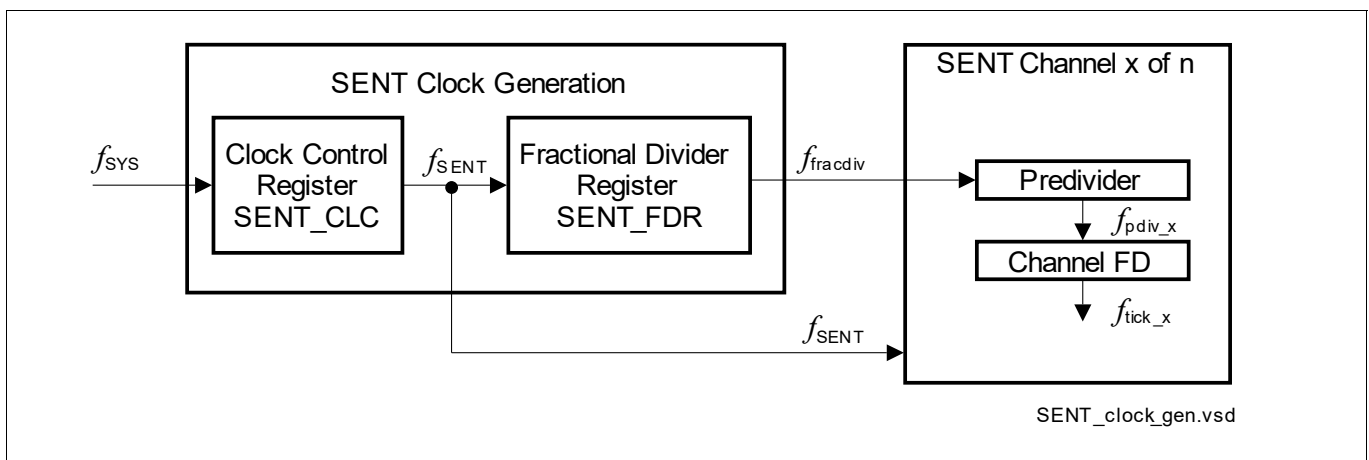 SENT Clock Generation
SENT Channel x of n
fSYS
Clock Control
Register
SENT_CLC
fSENT
Fractional Divider
Register
SENT_FDR
ffracdiv
Predivider
fpdiv_x
Channel FD
ftick_x
fSENT
SENT_clock_gen.vsd